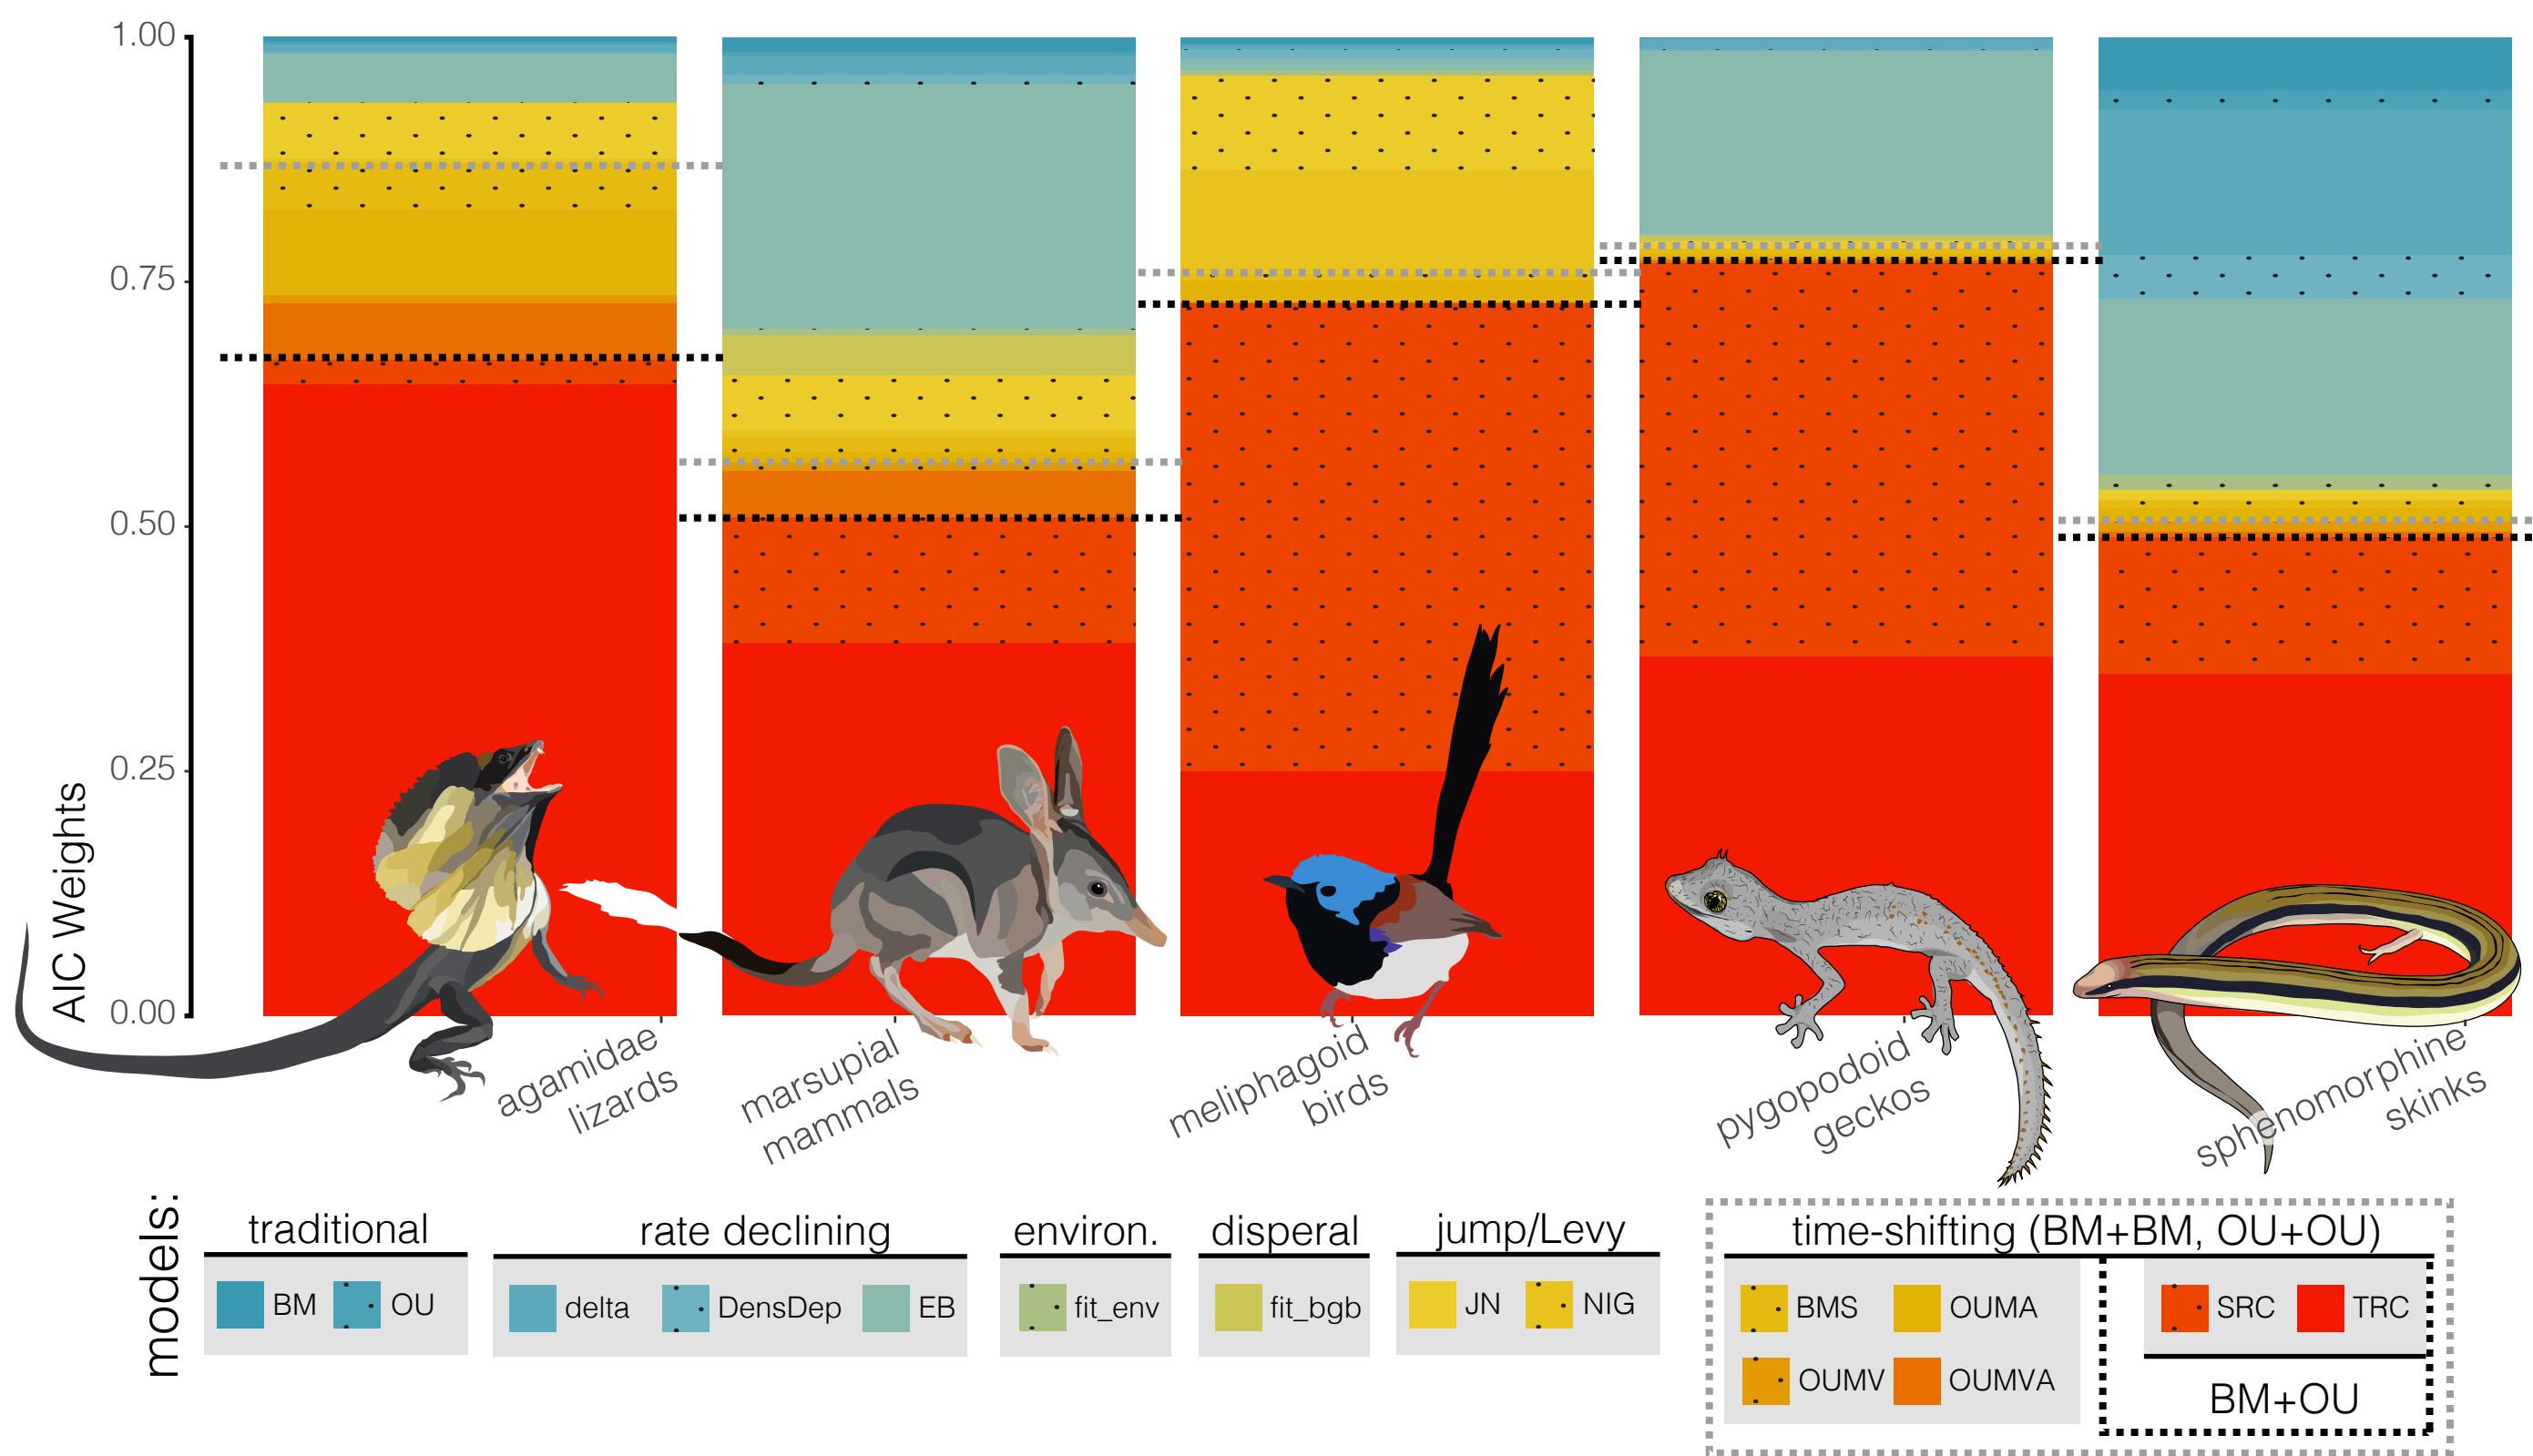 1.00
0.75
0.50
0.25
0.00
AIC Weights
agamidae
lizards
marsupial
mammals
meliphagoid
birds
pygopodoid
geckos
sphenomorphine
skinks
models:
traditional
BM OU
rate declining
delta DensDep EB
environ.
fit_env
disperal
fit_bgb
jump/Levy
JN NIG
time-shifting (BM+BM, OU+OU)
BMS OUMA SRC TRC
OUMV OUMVA
BM+OU